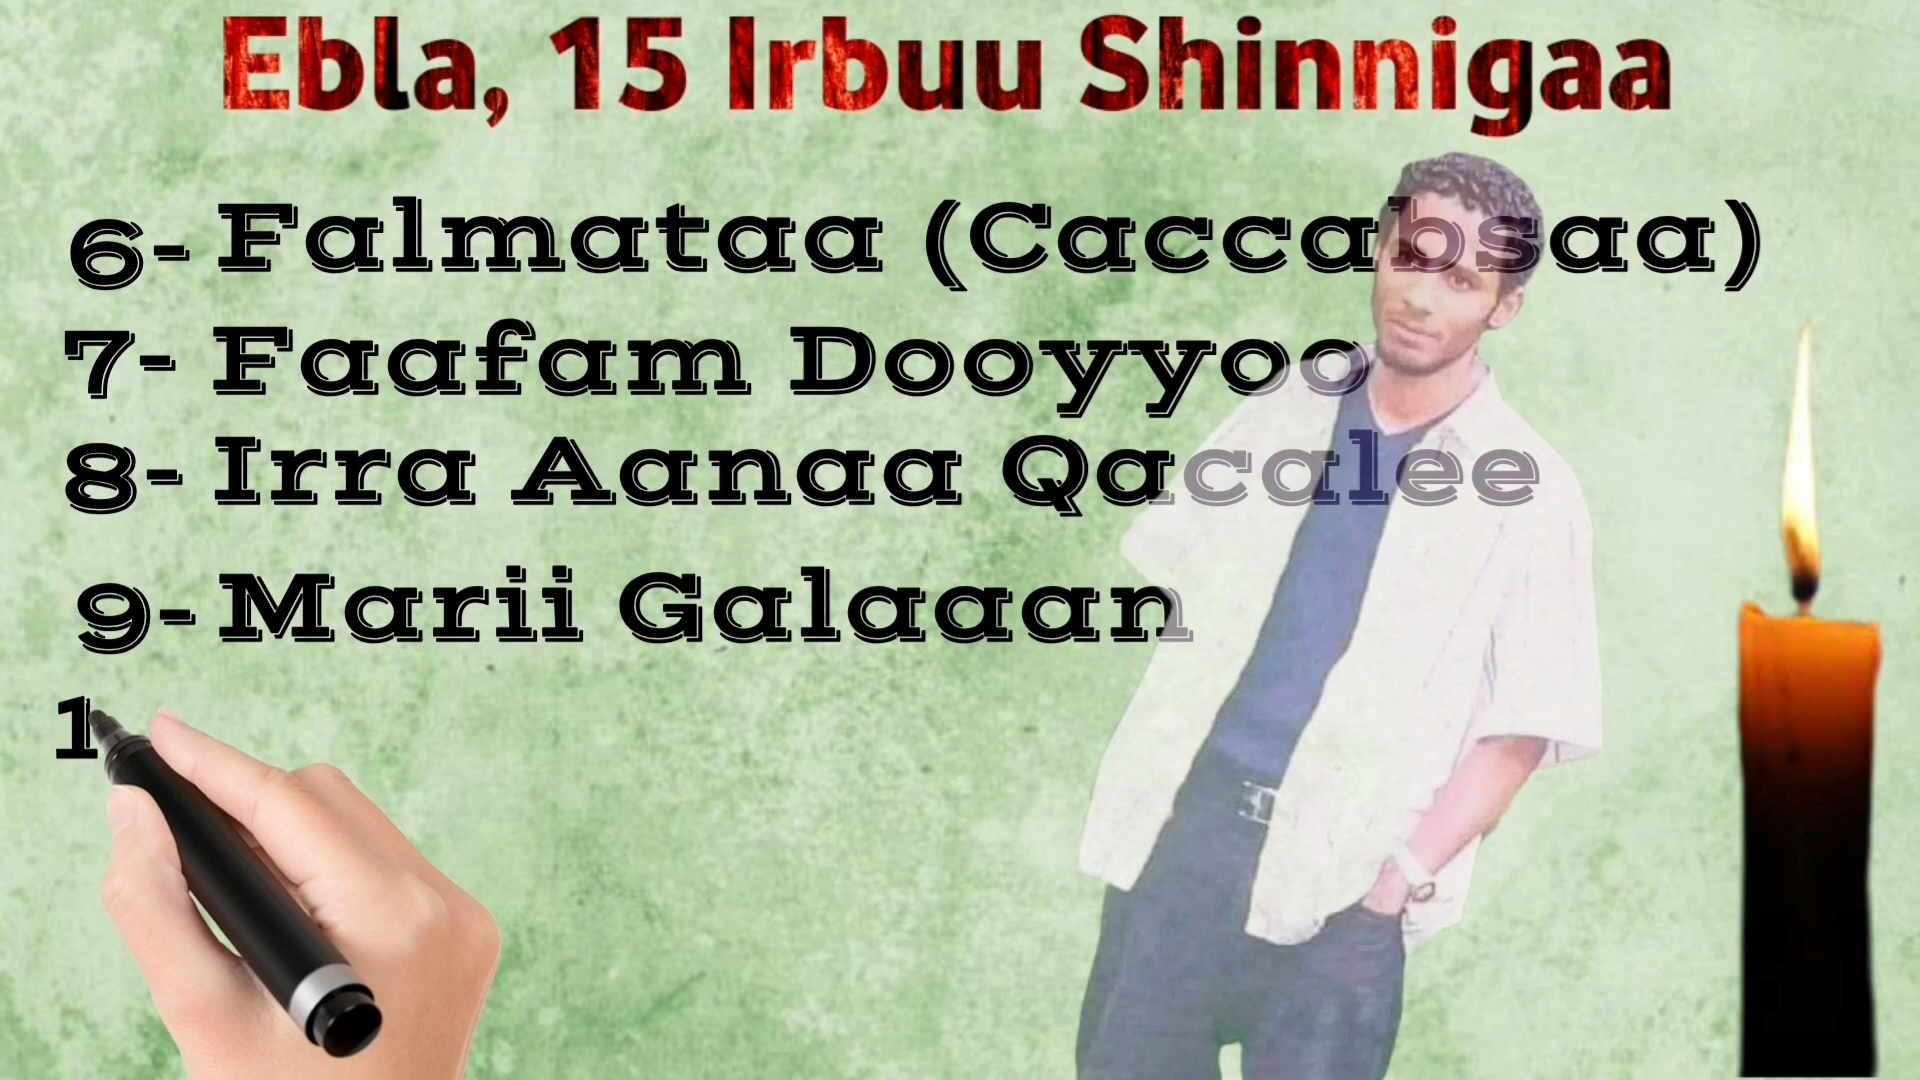 Ebla, 15 Irbuu Shinnigaa
6- Falmataa (Caccabsaa)
7- Faafam Dooyyoo
8- Irra Aanaa Qacalee
9- Marii Galaaan
1